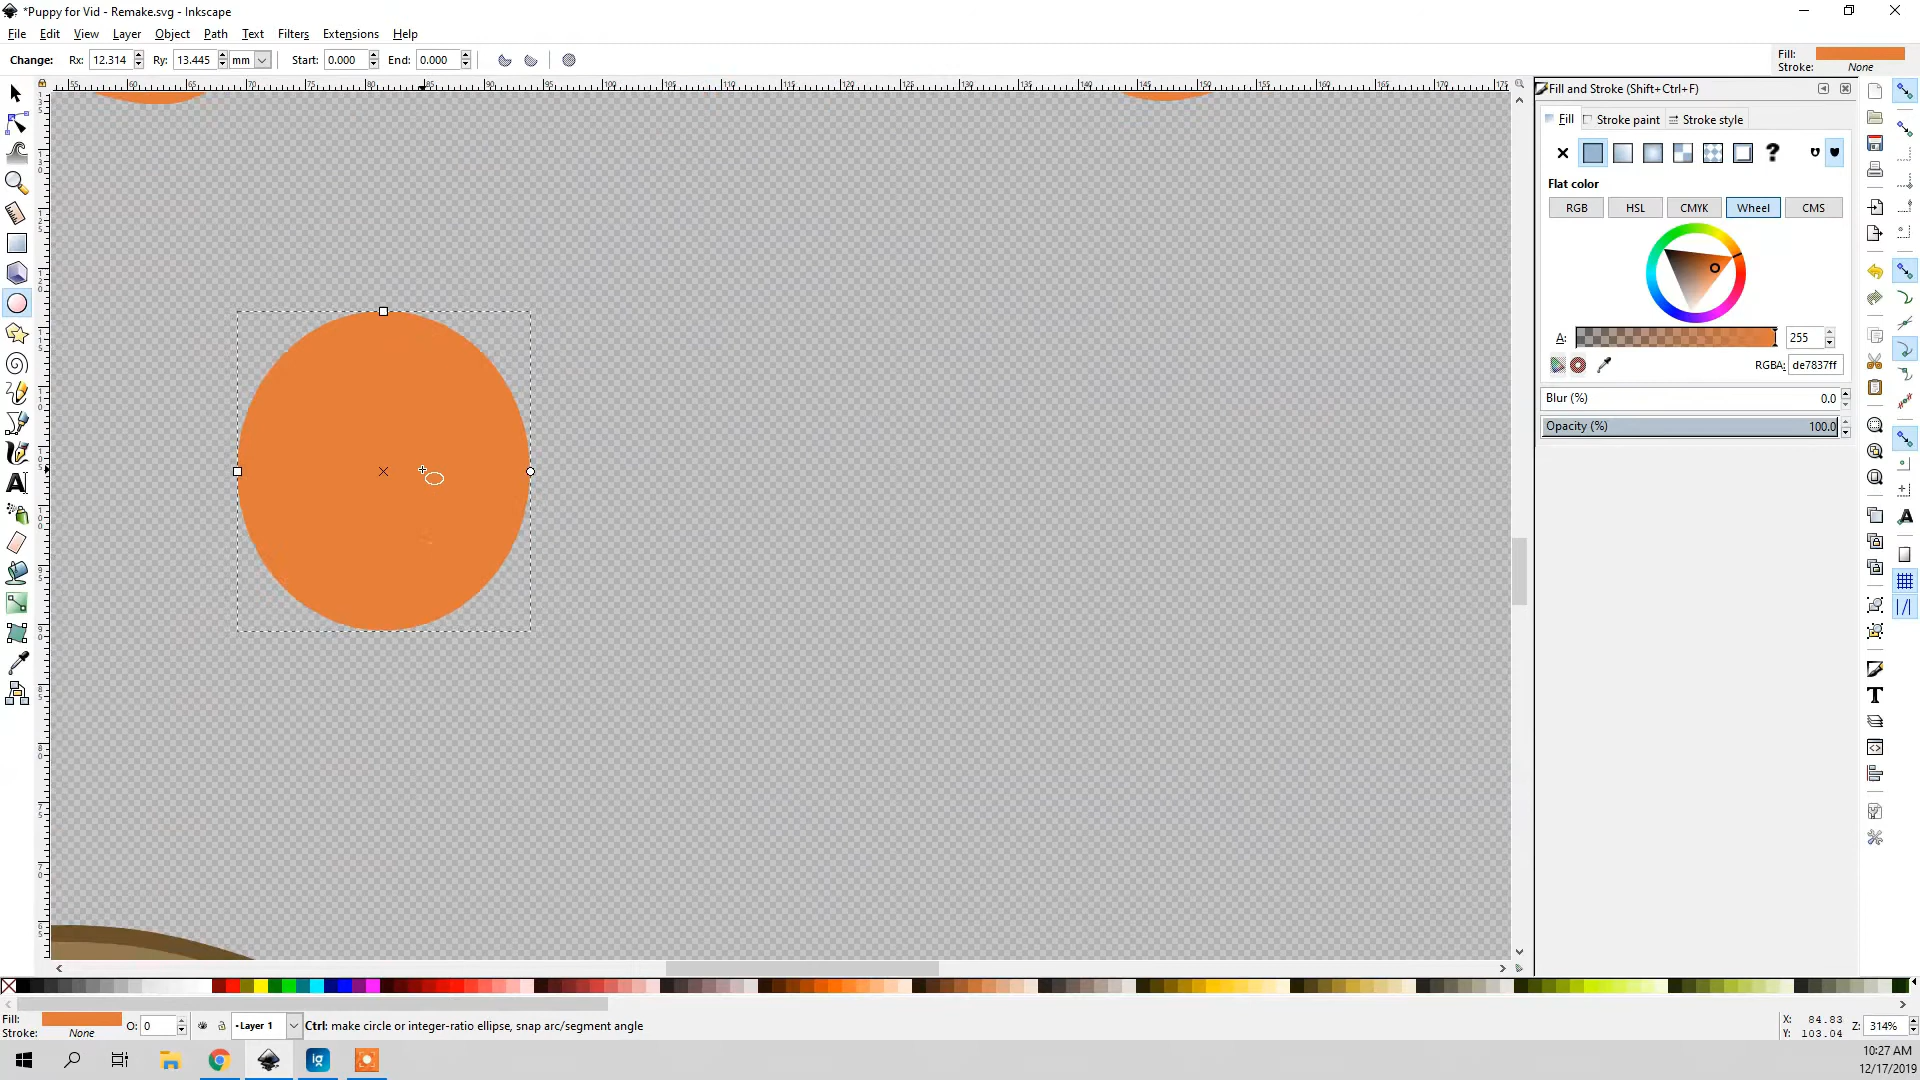 *Puppy for Vid - Remake.svg - Inkscape
File Edit View Layer Object Path Text Filters Extensions Help
Change: Rx: 12.314 Ry: 13.445 mm Start: 0.000 End: 0.000
Fill:
Stroke: None
Fill and Stroke (Shift+Ctrl+F)
Fill Stroke paint Stroke style
Flat color
RGB HSL CMYK Wheel CMS
A: 255
RGBA: de7837ff
Blur (%) 0.0
Opacity (%) 100.0
Fill:
Stroke: None
O: 0
•Layer 1
Ctrl: make circle or integer-ratio ellipse, snap arc/segment angle
X: 84.83
Y: 103.04
Z: 314%
Ig
10:27 AM
12/17/2019